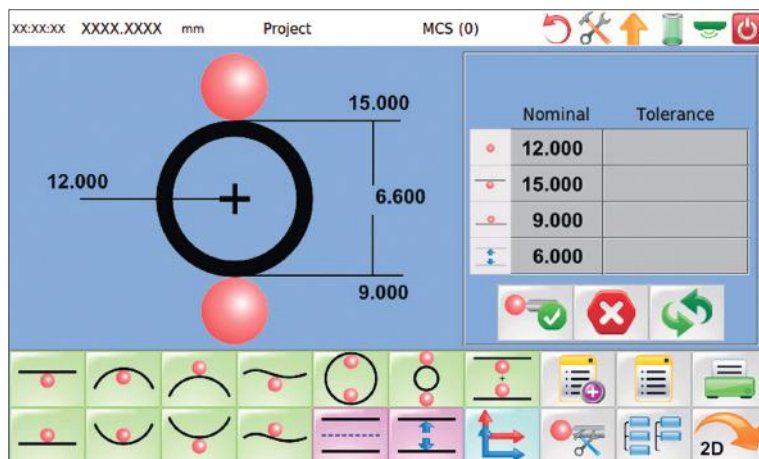 XX:XX:XX XXXX.XXXX mm Project MCS (0)
15.000
12.000
6.600
9.000
Nominal Tolerance
12.000
15.000
9.000
6.000
2D